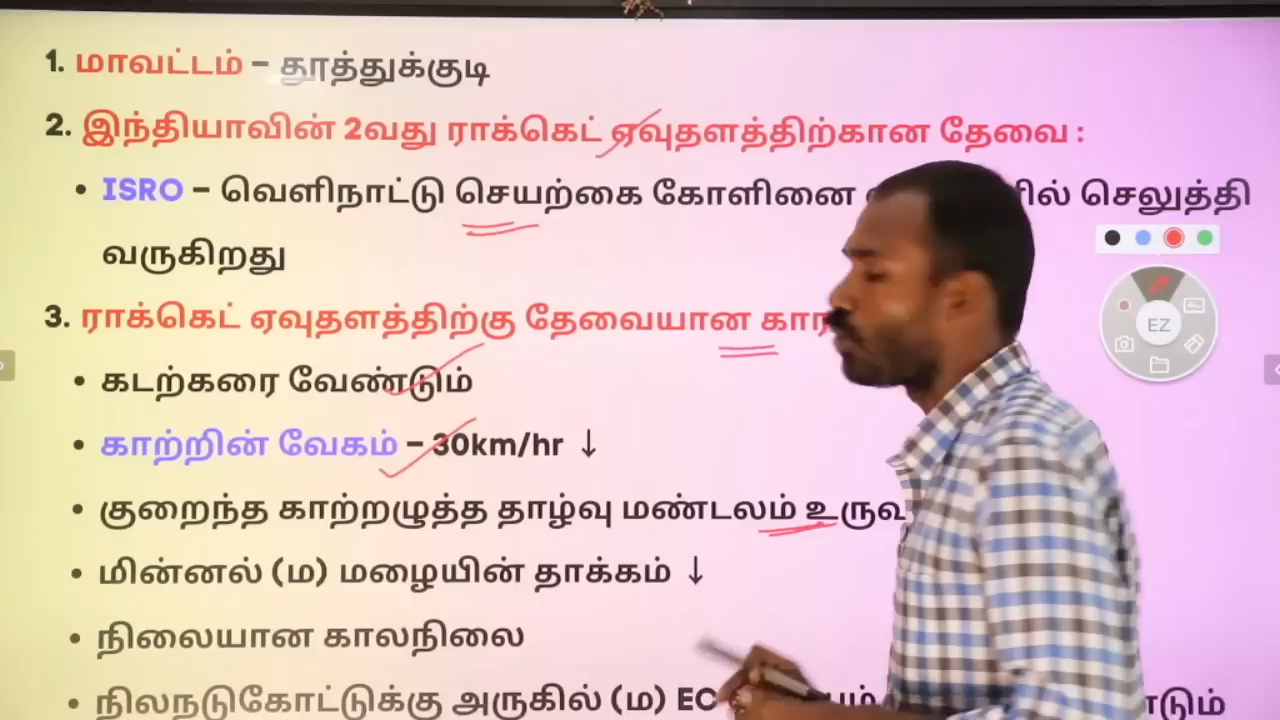 1. மாவட்டம் – தூத்துக்குடி
2. இந்தியாவின் 2வது ராக்கெட் ஏவுதளத்திற்கான தேவை :
• ISRO – வெளிநாட்டு செயற்கை கோளினை செலுத்தி
வருகிறது
3. ராக்கெட் ஏவுதளத்திற்கு தேவையான
• கடற்கரை வேண்டும்
• காற்றின் வேகம் – 30km/hr ↓
EZ
• குறைந்த காற்றழுத்த தாழ்வு மண்டலம்
• மின்னல் (ம) மழையின் தாக்கம் ↓
• நிலையான காலநிலை
• நிலநடுகோட்டுக்கு அருகில் (ம)